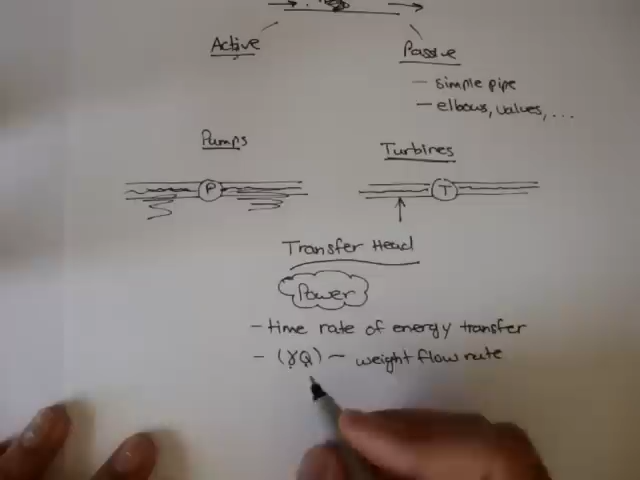 Active
Passive
- simple pipe
- elbows, valves, ...
Pumps
Turbines
P
T
Transfer Head
Power
- time rate of energy transfer
- (γQ) ~ weight flow rate